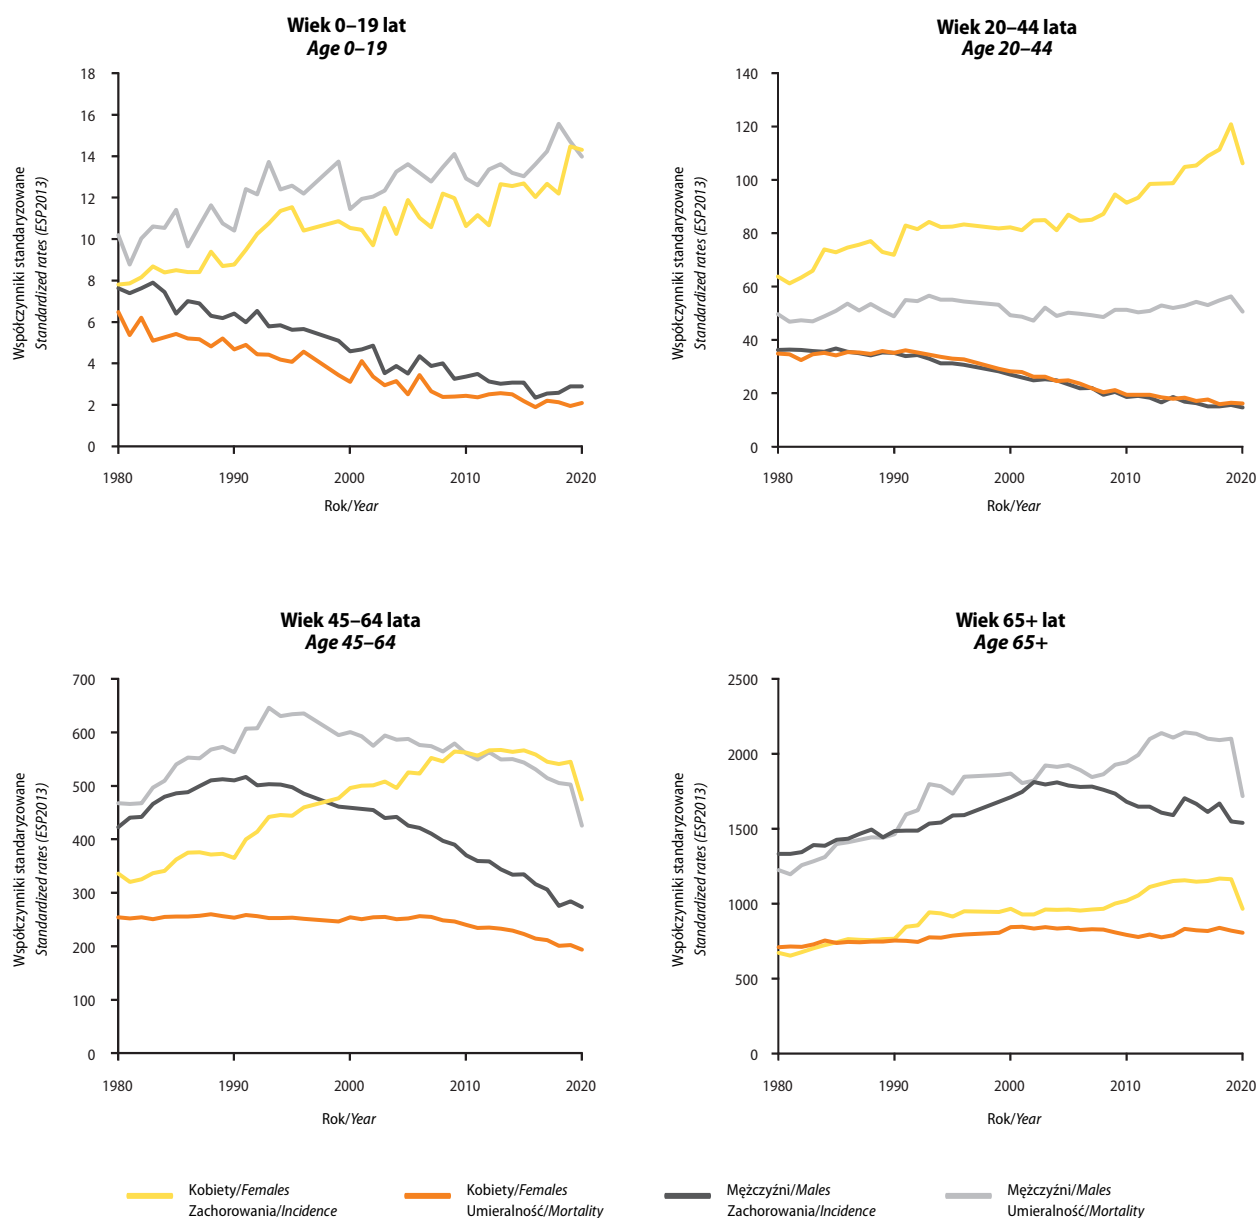 Wiek 0–19 lat
Age 0–19
Współczynniki standaryzowane
Standardized rates (ESP2013)
18
16
14
12
10
8
6
4
2
0
1980
1990
2000
2010
2020
Rok/Year
Wiek 20–44 lata
Age 20–44
Współczynniki standaryzowane
Standardized rates (ESP2013)
140
120
100
80
60
40
20
0
1980
1990
2000
2010
2020
Rok/Year
Wiek 45–64 lata
Age 45–64
Współczynniki standaryzowane
Standardized rates (ESP2013)
700
600
500
400
300
200
100
0
1980
1990
2000
2010
2020
Rok/Year
Wiek 65+ lat
Age 65+
Współczynniki standaryzowane
Standardized rates (ESP2013)
2500
2000
1500
1000
500
0
1980
1990
2000
2010
2020
Rok/Year
Kobiety/Females
Zachorowania/Incidence
Kobiety/Females
Umieralność/Mortality
Mężczyźni/Males
Zachorowania/Incidence
Mężczyźni/Males
Umieralność/Mortality